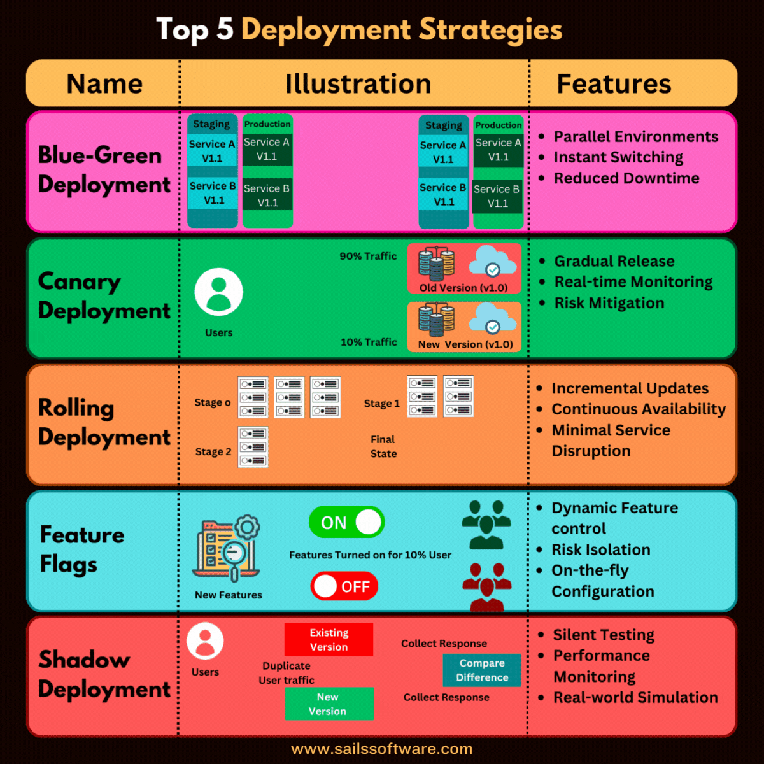 Top 5 Deployment Strategies
Name
Illustration
Features
Blue-Green
Deployment
Staging
Service A
V1.1
Service B
V1.1
Production
Service A
V1.1
Service B
V1.1
Staging
Service A
V1.1
Service B
V1.1
Production
Service A
V1.1
Service B
V1.1
• Parallel Environments
• Instant Switching
• Reduced Downtime
Canary
Deployment
Users
90% Traffic
Old Version (v1.0)
10% Traffic
New Version (v1.0)
• Gradual Release
• Real-time Monitoring
• Risk Mitigation
Rolling
Deployment
Stage 0
Stage 1
Stage 2
Final
State
• Incremental Updates
• Continuous Availability
• Minimal Service
Disruption
Feature
Flags
New Features
ON
Features Turned on for 10% User
OFF
• Dynamic Feature
control
• Risk Isolation
• On-the-fly
Configuration
Shadow
Deployment
Users
Existing
Version
Duplicate
User traffic
New
Version
Collect Response
Compare
Difference
Collect Response
• Silent Testing
• Performance
Monitoring
• Real-world Simulation
www.sailssoftware.com